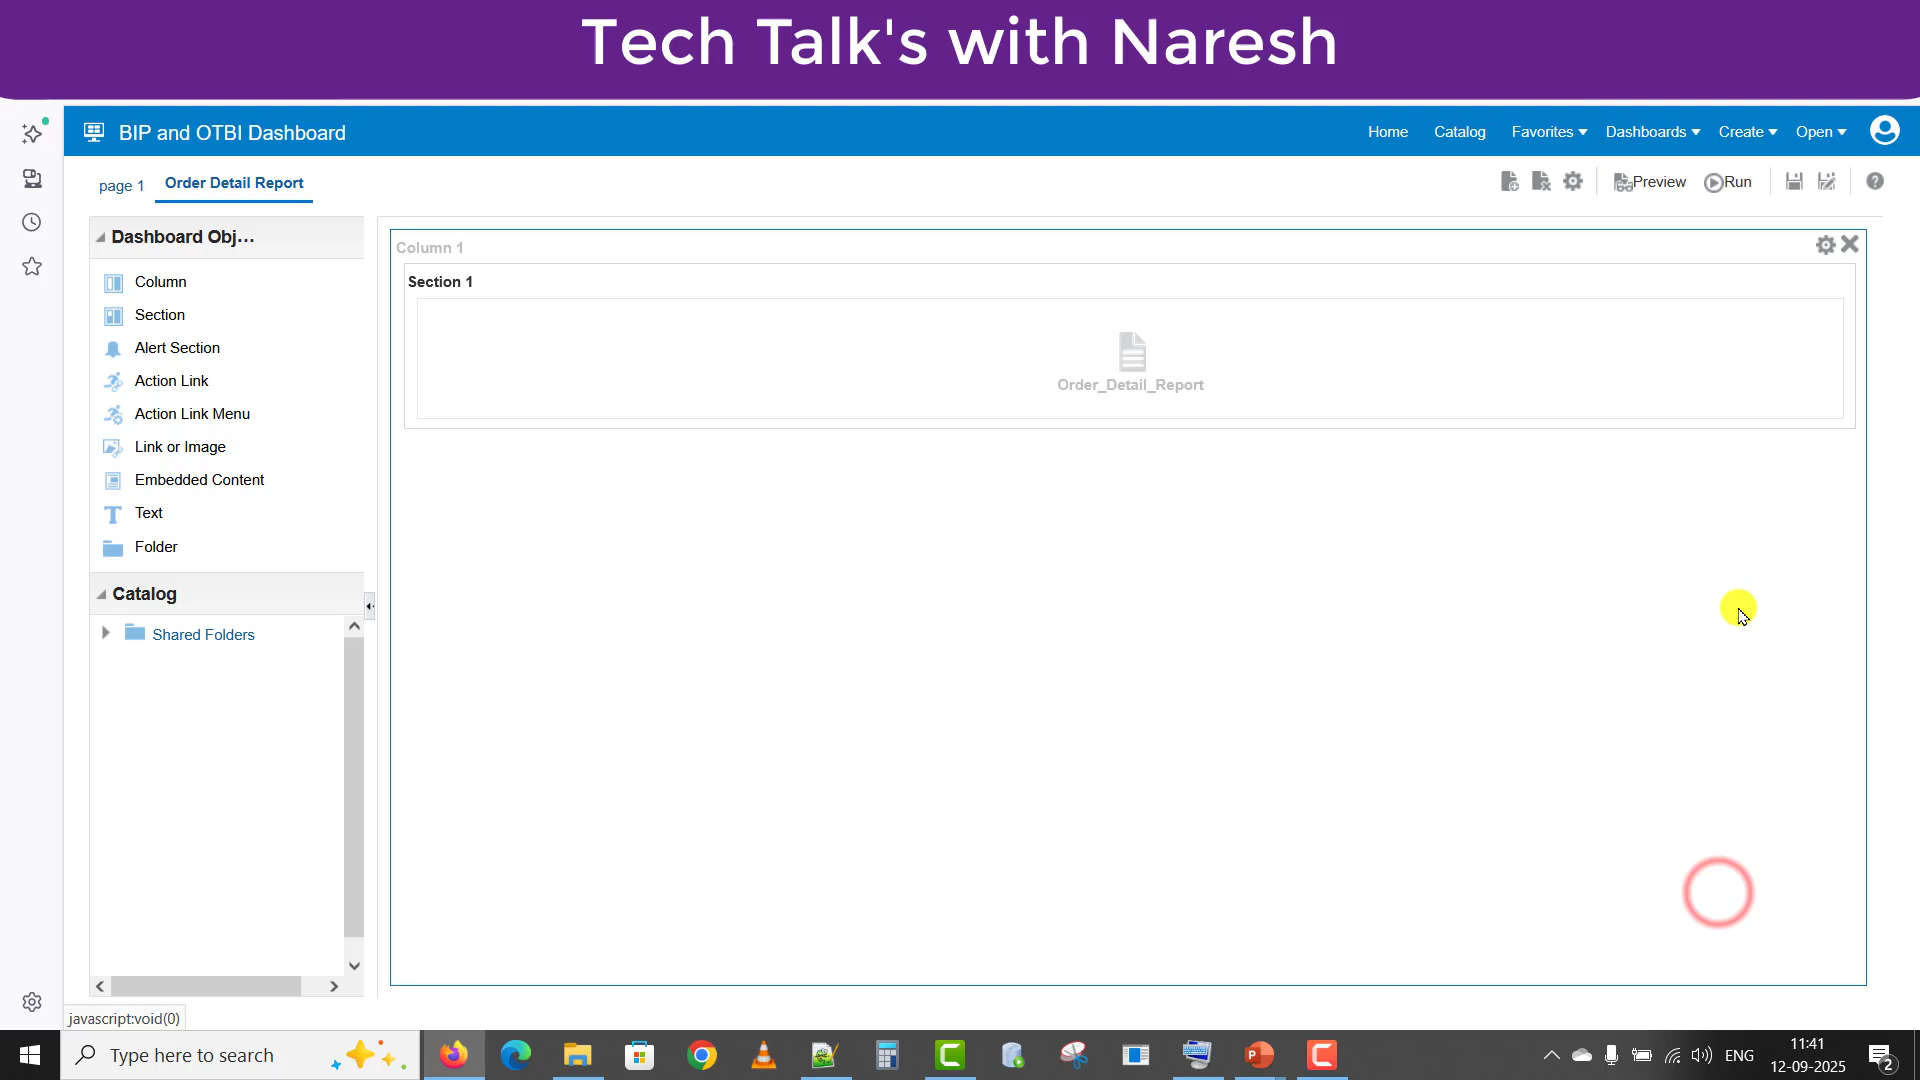 Tech Talk's with Naresh
BIP and OTBI Dashboard
Home
Catalog
Favorites
Dashboards
Create
Open
page 1
Order Detail Report
Preview
Run
Dashboard Obj...
Column
Section
Alert Section
Action Link
Action Link Menu
Link or Image
Embedded Content
Text
Folder
Catalog
Shared Folders
Column 1
Section 1
Order_Detail_Report
javascript:void(0)
Type here to search
ENG
11:41
12-09-2025
2